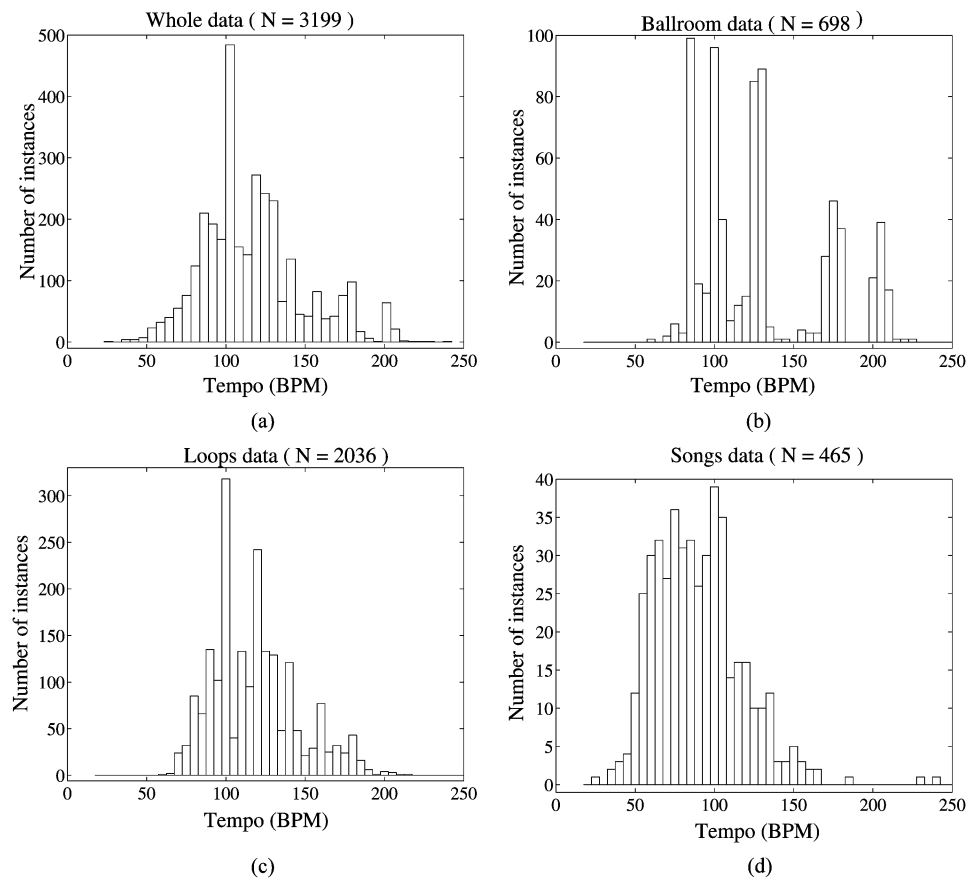 Whole data ( N = 3199 )
500
400
300
200
100
0
Number of instances
0 50 100 150 200 250
Tempo (BPM)
(a)
Ballroom data ( N = 698 )
100
80
60
40
20
0
Number of instances
0 50 100 150 200 250
Tempo (BPM)
(b)
Loops data ( N = 2036 )
300
250
200
150
100
50
0
Number of instances
0 50 100 150 200 250
Tempo (BPM)
(c)
Songs data ( N = 465 )
40
35
30
25
20
15
10
5
0
Number of instances
0 50 100 150 200 250
Tempo (BPM)
(d)